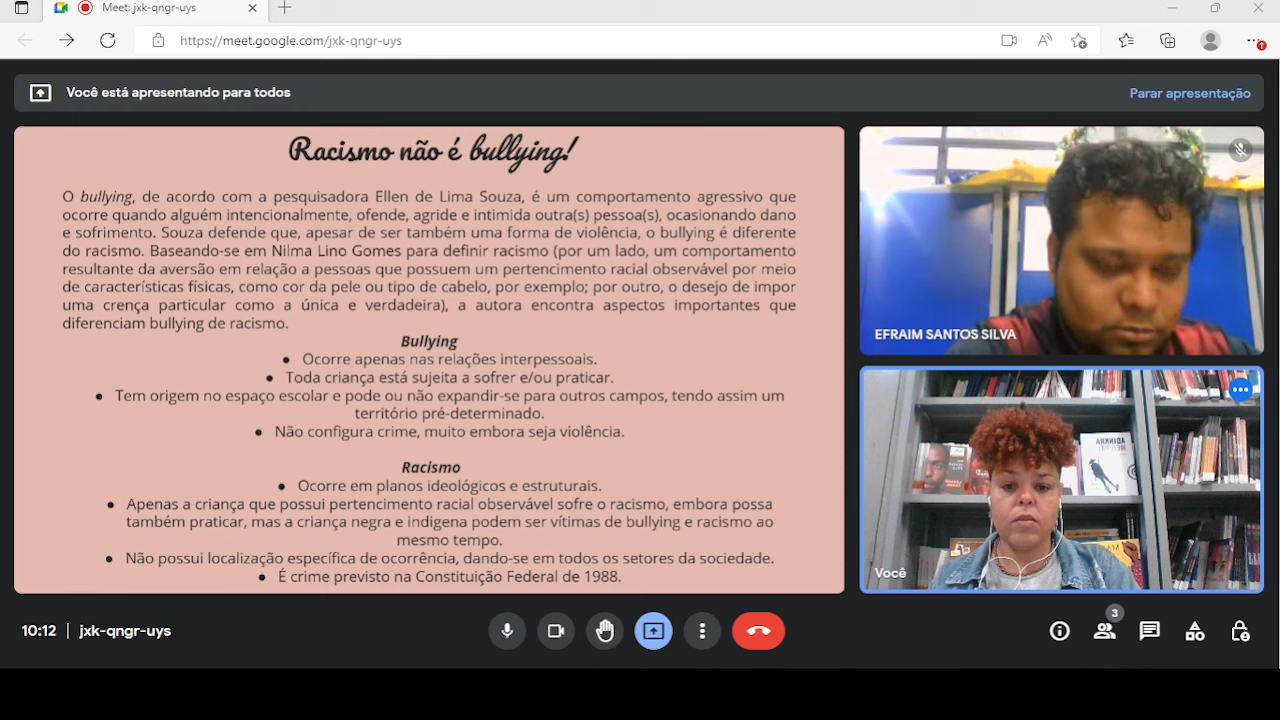 Meet: jxk-qngr-uys
https://meet.google.com/jxk-qngr-uys
Você está apresentando para todos
Parar apresentação
Racismo não é bullying!
O bullying, de acordo com a pesquisadora Ellen de Lima Souza, é um comportamento agressivo que
ocorre quando alguém intencionalmente, ofende, agride e intimida outra(s) pessoa(s), ocasionando dano
e sofrimento. Souza defende que, apesar de ser também uma forma de violência, o bullying é diferente
do racismo. Baseando-se em Nilma Lino Gomes para definir racismo (por um lado, um comportamento
resultante da aversão em relação a pessoas que possuem um pertencimento racial observável por meio
de características físicas, como cor da pele ou tipo de cabelo, por exemplo; por outro, o desejo de impor
uma crença particular como a única e verdadeira), a autora encontra aspectos importantes que
diferenciam bullying de racismo.
Bullying
• Ocorre apenas nas relações interpessoais.
• Toda criança está sujeita a sofrer e/ou praticar.
• Tem origem no espaço escolar e pode ou não expandir-se para outros campos, tendo assim um
território pré-determinado.
• Não configura crime, muito embora seja violência.
Racismo
• Ocorre em planos ideológicos e estruturais.
• Apenas a criança que possui pertencimento racial observável sofre o racismo, embora possa
também praticar, mas a criança negra e indígena podem ser vítimas de bullying e racismo ao
mesmo tempo.
• Não possui localização específica de ocorrência, dando-se em todos os setores da sociedade.
• É crime previsto na Constituição Federal de 1988.
EFRAIM SANTOS SILVA
Você
10:12 | jxk-qngr-uys
3